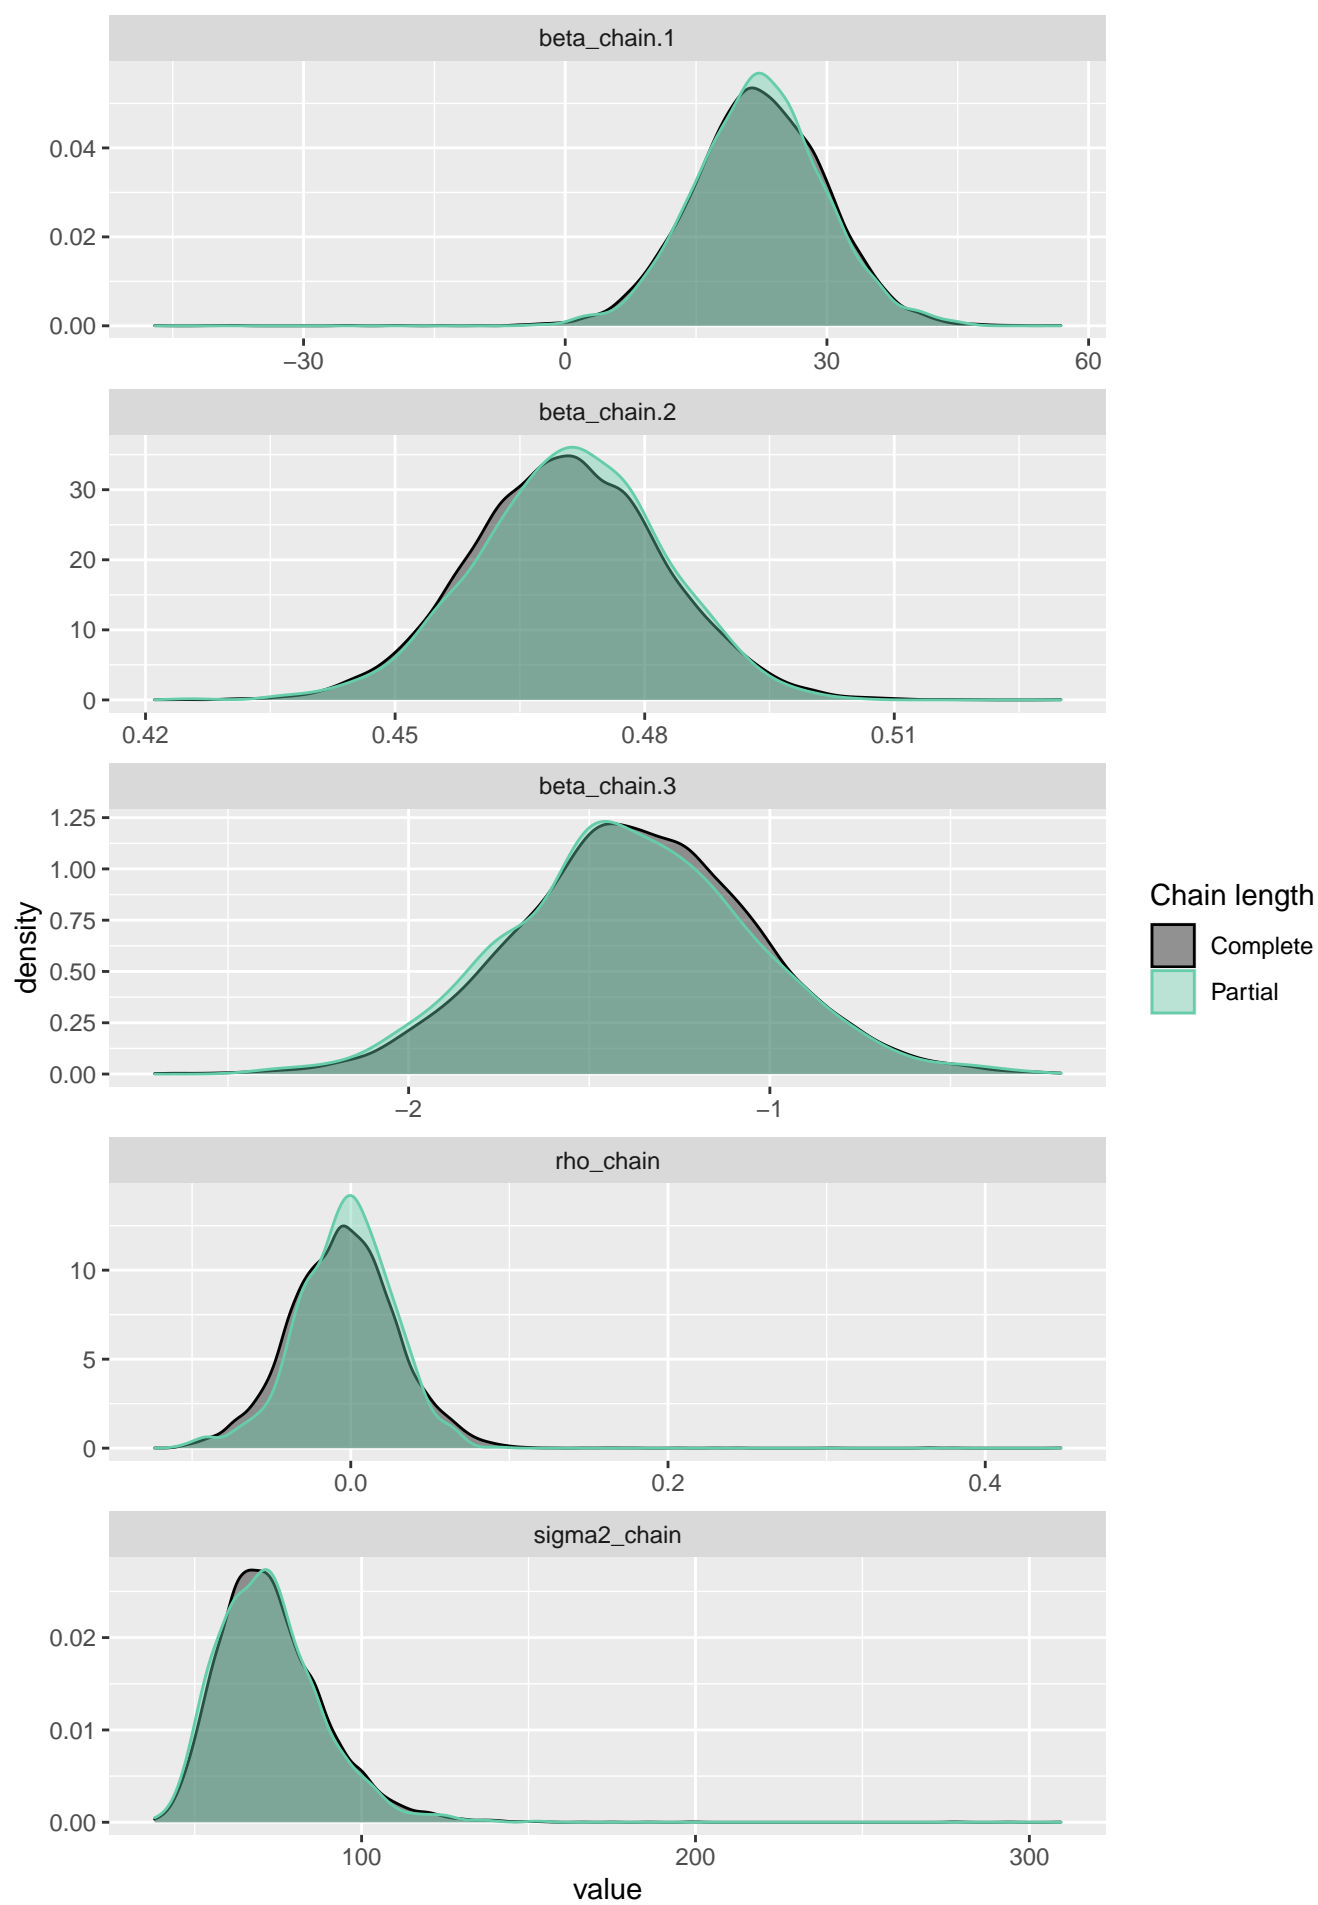 beta_chain.1
0.04
0.02
0.00
−30 0 30 60
beta_chain.2
30
20
10
0
0.42 0.45 0.48 0.51
beta_chain.3
1.25
1.00
0.75
0.50
0.25
0.00
−2 −1
density
Chain length
Complete
Partial
rho_chain
10
5
0
0.0 0.2 0.4
sigma2_chain
0.02
0.01
0.00
100 200 300
value